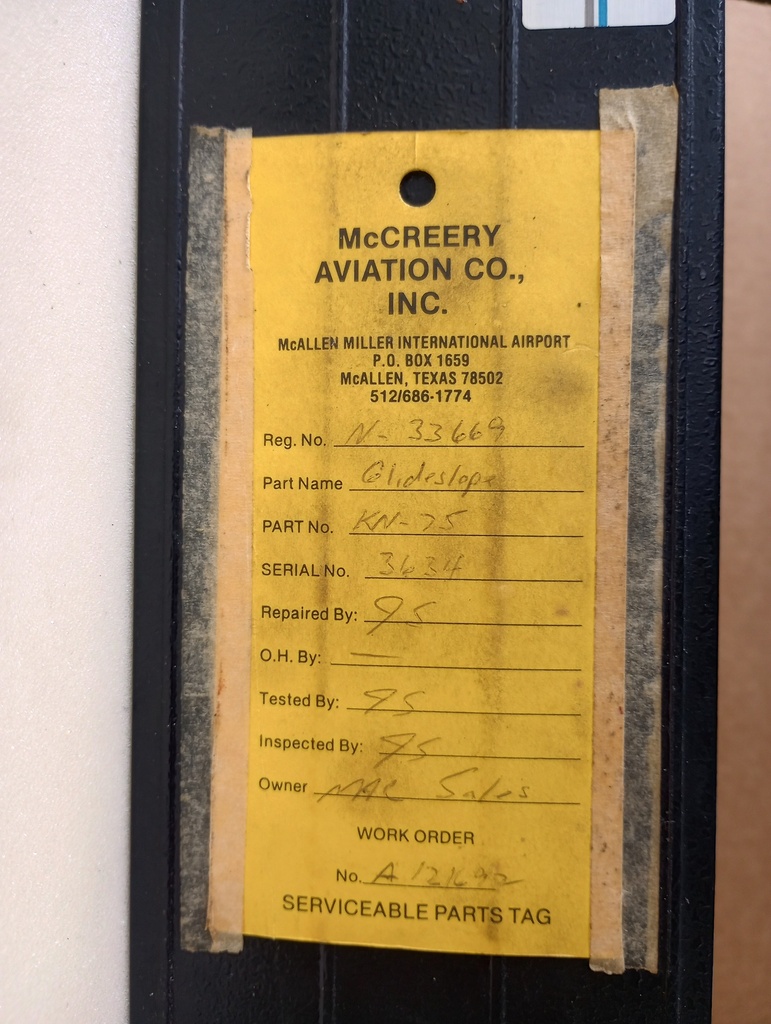 McCREERY
AVIATION CO.,
INC.
McALLEN MILLER INTERNATIONAL AIRPORT
P.O. BOX 1659
McALLEN, TEXAS 78502
512/686-1774
Reg. No. N-33669
Part Name Glideslope
PART No. KN-75
SERIAL No. 3634
Repaired By:
O.H. By: —
Tested By:
Inspected By:
Owner Sales
WORK ORDER
No.
SERVICEABLE PARTS TAG